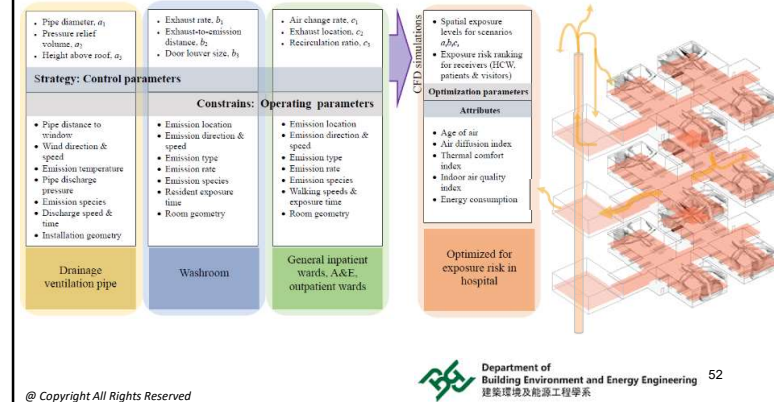 • Pipe diameter, a₁
• Pressure relief
volume, a₂
• Height above roof, a₃
• Exhaust rate, b₁
• Exhaust-to-emission
distance, b₂
• Door louver size, b₃
• Air change rate, c₁
• Exhaust location, c₂
• Recirculation ratio, c₃
Strategy: Control parameters
Constrains: Operating parameters
• Pipe distance to
window
• Wind direction &
speed
• Emission temperature
• Pipe discharge
pressure
• Emission species
• Discharge speed &
time
• Installation geometry
• Emission location
• Emission direction &
speed
• Emission type
• Emission rate
• Emission species
• Resident exposure
time
• Room geometry
• Emission location
• Emission direction &
speed
• Emission type
• Emission rate
• Emission species
• Walking speeds &
exposure time
• Room geometry
Drainage
ventilation pipe
Washroom
General inpatient
wards, A&E,
outpatient wards
CFD simulations
• Spatial exposure
levels for scenarios
aᵢbᵢcᵢ
• Exposure risk ranking
for receivers (HCW,
patients & visitors)
Optimization parameters
Attributes
• Age of air
• Air diffusion index
• Thermal comfort
index
• Indoor air quality
index
• Energy consumption
Optimized for
exposure risk in
hospital
@ Copyright All Rights Reserved
Department of
Building Environment and Energy Engineering
建築環境及能源工程學系
52